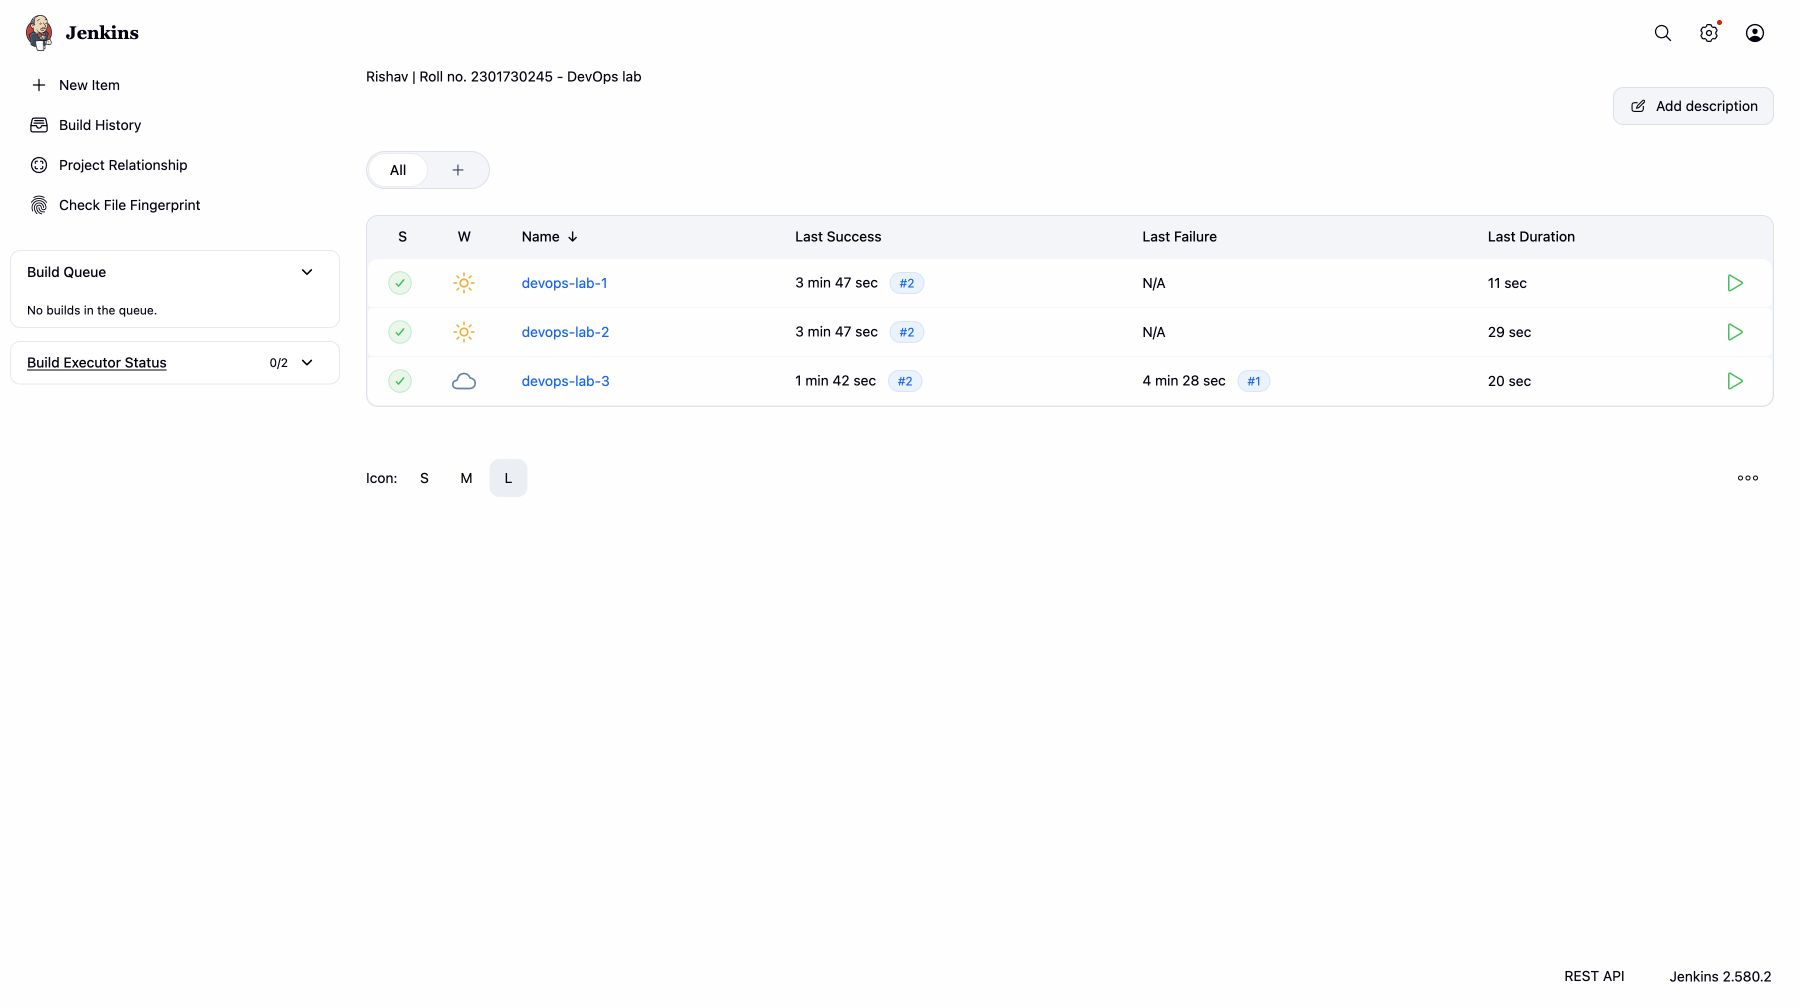 Jenkins
New Item
Build History
Project Relationship
Check File Fingerprint
Build Queue
No builds in the queue.
Build Executor Status 0/2
Rishav | Roll no. 2301730245 - DevOps lab
Add description
All
S W Name ↓ Last Success Last Failure Last Duration
devops-lab-1 3 min 47 sec #2 N/A 11 sec
devops-lab-2 3 min 47 sec #2 N/A 29 sec
devops-lab-3 1 min 42 sec #2 4 min 28 sec #1 20 sec
Icon: S M L
REST API Jenkins 2.580.2